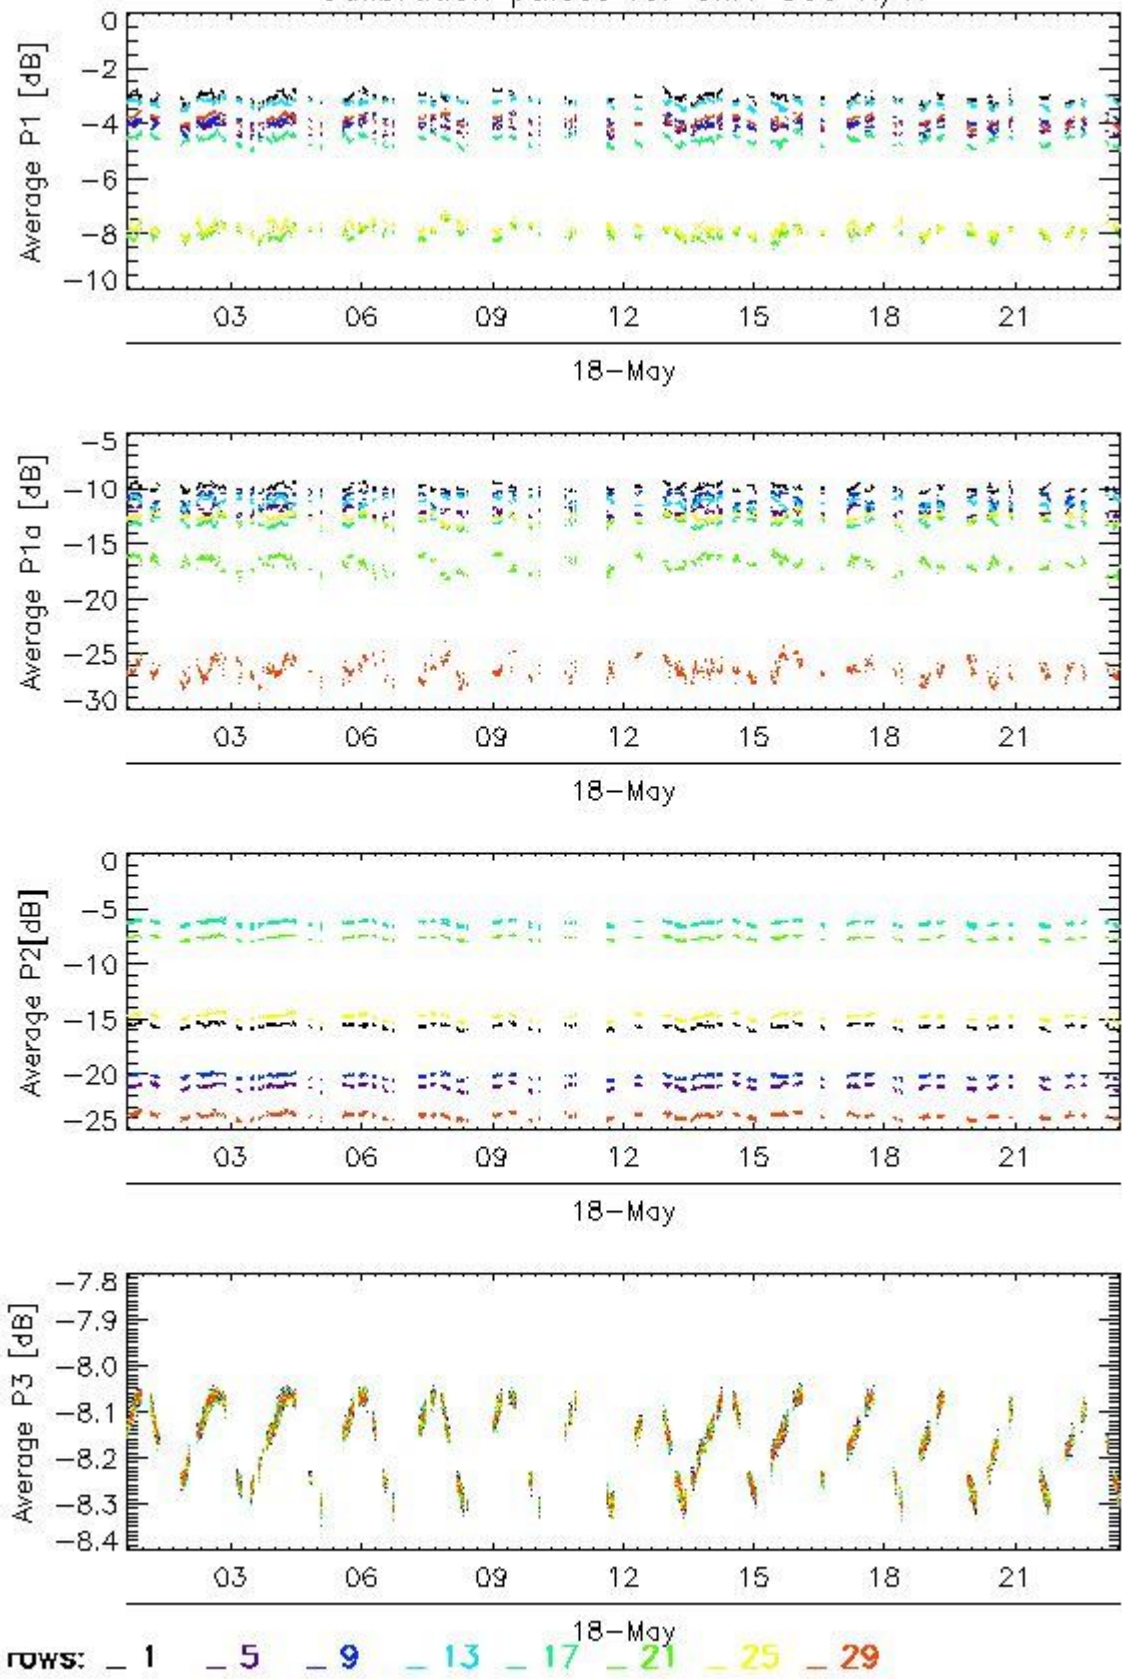 Average P1 [dB]
0
−2
−4
−6
−8
−10
03 06 09 12 15 18 21
18−May
Average P1a [dB]
−5
−10
−15
−20
−25
−30
03 06 09 12 15 18 21
18−May
Average P2[dB]
0
−5
−10
−15
−20
−25
03 06 09 12 15 18 21
18−May
Average P3 [dB]
−7.8
−7.9
−8.0
−8.1
−8.2
−8.3
−8.4
03 06 09 12 15 18 21
18−May
rows: _ 1 _ 5 _ 9 _ 13 _ 17 _ 21 _ 25 _ 29